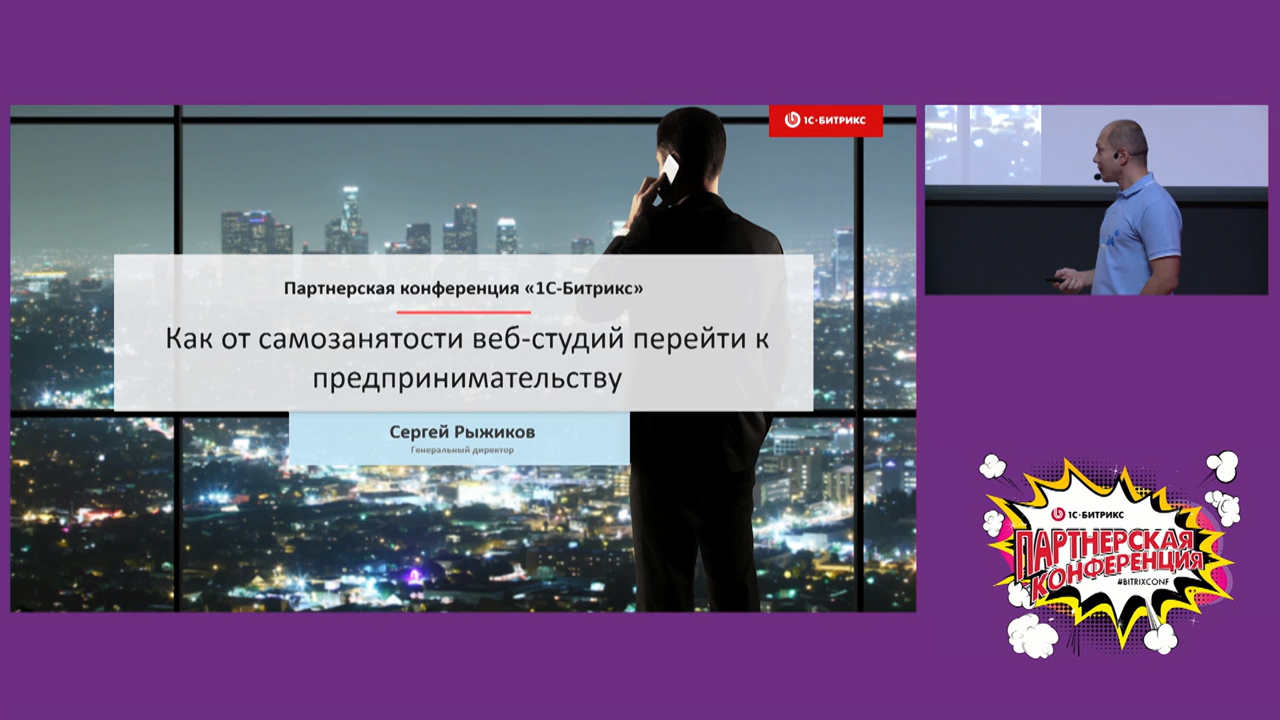 1С·БИТРИКС
Партнерская конференция «1С-Битрикс»
Как от самозанятости веб-студий перейти к
предпринимательству
Сергей Рыжиков
Генеральный директор
1С·БИТРИКС
ПАРТНЕРСКАЯ
КОНФЕРЕНЦИЯ
#BITRIXCONF